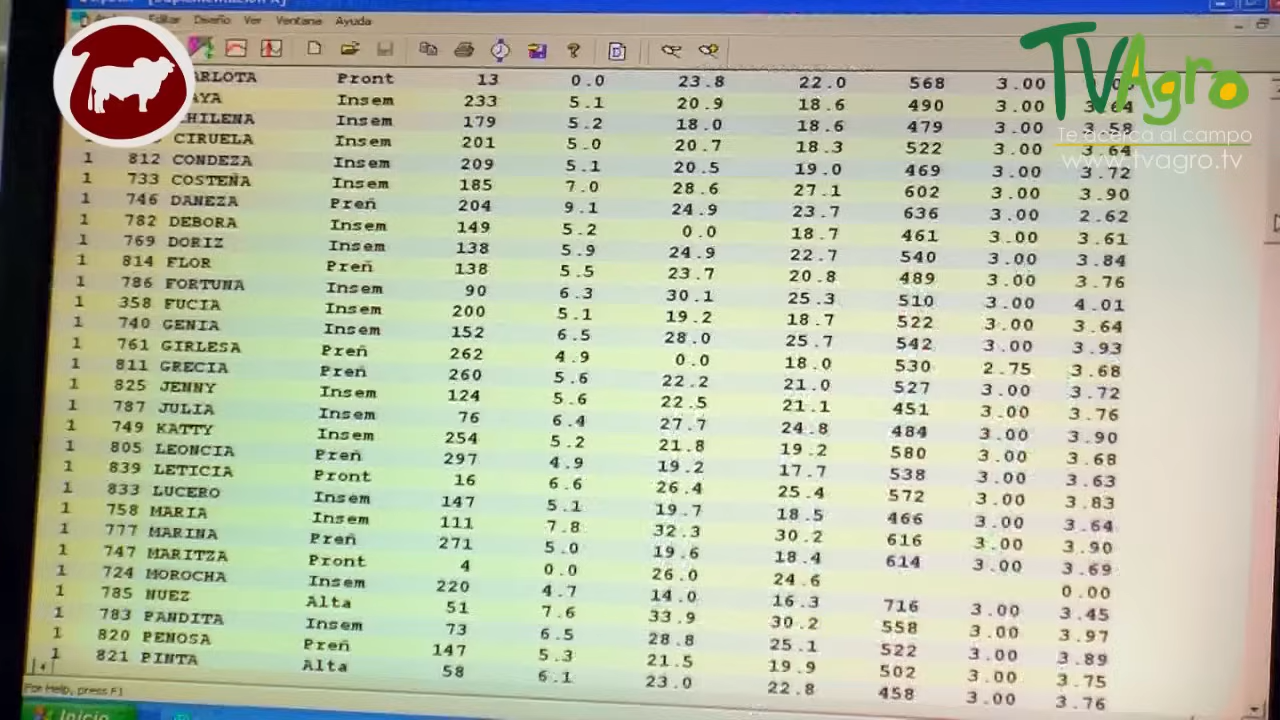 Editar Diseño Ver Ventana Ayuda
TVAgro
Te acerca al campo
www.tvagro.tv
Pront 13 0.0 23.8 22.0 568 3.00
Insem 233 5.1 20.9 18.6 490 3.00 3.64
CHILENA Insem 179 5.2 18.0 18.6 479 3.00 3.58
CIRUELA Insem 201 5.0 20.7 18.3 522 3.00 3.64
1 812 CONDEZA Insem 209 5.1 20.5 19.0 469 3.00 3.72
1 733 COSTEÑA Insem 185 7.0 28.6 27.1 602 3.00 3.90
1 746 DANEZA Preñ 204 9.1 24.9 23.7 636 3.00 2.62
1 782 DEBORA Insem 149 5.2 0.0 18.7 461 3.00 3.61
1 769 DORIZ Insem 138 5.9 24.9 22.7 540 3.00 3.84
1 814 FLOR Preñ 138 5.5 23.7 20.8 489 3.00 3.76
1 786 FORTUNA Insem 90 6.3 30.1 25.3 510 3.00 4.01
1 358 FUCIA Insem 200 5.1 19.2 18.7 522 3.00 3.64
1 740 GENIA Insem 152 6.5 28.0 25.7 542 3.00 3.93
1 761 GIRLESA Preñ 262 4.9 0.0 18.0 530 2.75 3.68
1 811 GRECIA Preñ 260 5.6 22.2 21.0 527 3.00 3.72
1 825 JENNY Insem 124 5.6 22.5 21.1 451 3.00 3.76
1 787 JULIA Insem 76 6.4 27.7 24.8 484 3.00 3.90
1 749 KATTY Insem 254 5.2 21.8 19.2 580 3.00 3.68
1 805 LEONCIA Preñ 297 4.9 19.2 17.7 538 3.00 3.63
1 839 LETICIA Pront 16 6.6 26.4 25.4 572 3.00 3.83
1 833 LUCERO Insem 147 5.1 19.7 18.5 466 3.00 3.64
1 758 MARIA Insem 111 7.8 32.3 30.2 616 3.00 3.90
1 777 MARINA Preñ 271 5.0 19.6 18.4 614 3.00 3.69
1 747 MARITZA Pront 4 0.0 26.0 24.6 0.00
1 724 MOROCHA Insem 220 4.7 14.0 16.3 716 3.00 3.45
1 785 NUEZ Alta 51 7.6 33.9 30.2 558 3.00 3.97
1 783 PANDITA Insem 73 6.5 28.8 25.1 522 3.00 3.89
1 820 PENOSA Preñ 147 5.3 21.5 19.9 502 3.00 3.75
1 821 PINTA Alta 58 6.1 23.0 22.8 458 3.00 3.76
For Help, press F1
Inicio